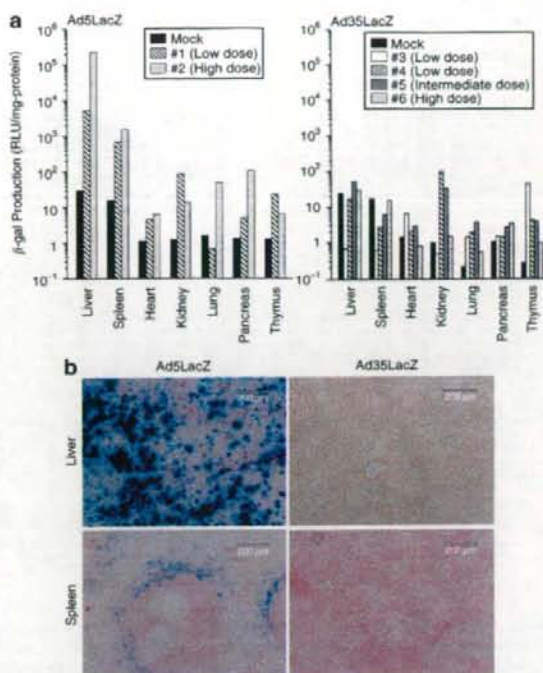 a
Ad5LacZ
Ad35LacZ
β-gal Production (RLU/mg-protein)
10⁶
10⁵
10⁴
10³
10²
10
1
10⁻¹
Mock
#1 (Low dose)
#2 (High dose)
Liver
Spleen
Heart
Kidney
Lung
Pancreas
Thymus
10⁶
10⁵
10⁴
10³
10²
10
1
10⁻¹
Mock
#3 (Low dose)
#4 (Low dose)
#5 (Intermediate dose)
#6 (High dose)
Liver
Spleen
Heart
Kidney
Lung
Pancreas
Thymus
b
Ad5LacZ
Ad35LacZ
Liver
Spleen
200 μm